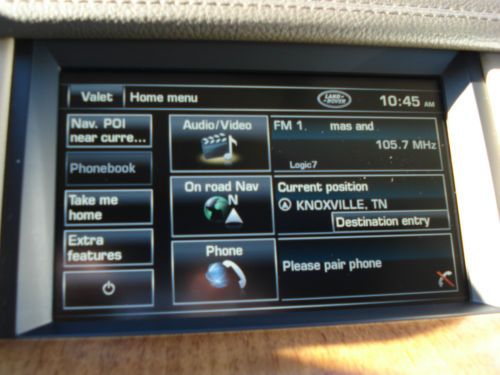 Valet Home menu LAND ROVER 10:45 AM
Nav. POI near curre...
Phonebook
Take me home
Extra features
Audio/Video
On road Nav
N
Phone
FM 1. mas and
105.7 MHz
Logic7
Current position
KNOXVILLE, TN
Destination entry
Please pair phone